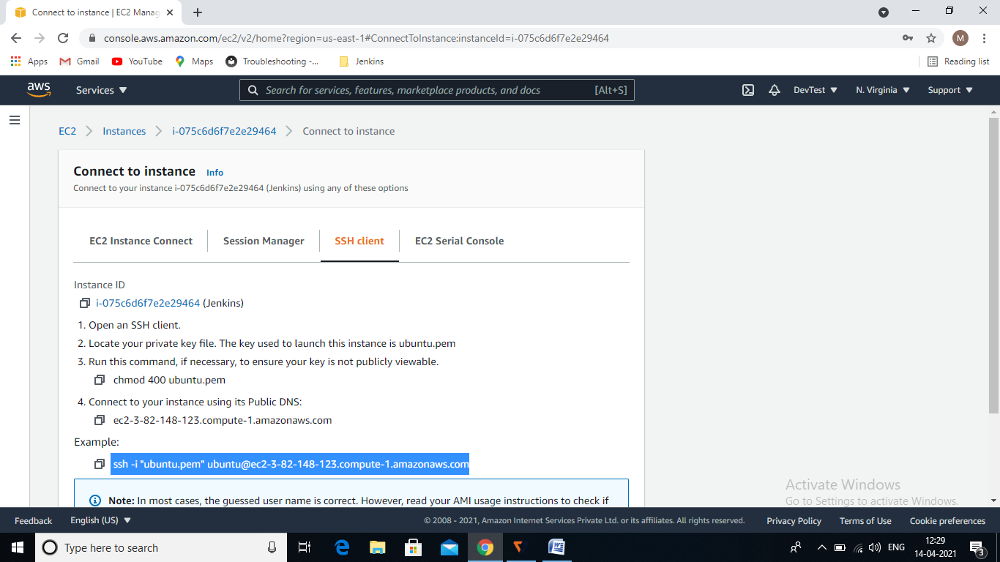 Connect to instance | EC2 Manag
console.aws.amazon.com/ec2/v2/home?region=us-east-1#ConnectToInstance:instanceId=i-075c6d6f7e2e29464
M
Apps Gmail YouTube Maps Troubleshooting -... Jenkins Reading list
aws Services Search for services, features, marketplace products, and docs [Alt+S] DevTest N. Virginia Support
EC2 Instances i-075c6d6f7e2e29464 Connect to instance
Connect to instance Info
Connect to your instance i-075c6d6f7e2e29464 (Jenkins) using any of these options
EC2 Instance Connect Session Manager SSH client EC2 Serial Console
Instance ID
i-075c6d6f7e2e29464 (Jenkins)
1. Open an SSH client.
2. Locate your private key file. The key used to launch this instance is ubuntu.pem
3. Run this command, if necessary, to ensure your key is not publicly viewable.
chmod 400 ubuntu.pem
4. Connect to your instance using its Public DNS:
ec2-3-82-148-123.compute-1.amazonaws.com
Example:
ssh -i "ubuntu.pem" ubuntu@ec2-3-82-148-123.compute-1.amazonaws.com
Note: In most cases, the guessed user name is correct. However, read your AMI usage instructions to check if
Activate Windows
Go to Settings to activate Windows.
Feedback English (US) © 2008 - 2021, Amazon Internet Services Private Ltd. or its affiliates. All rights reserved. Privacy Policy Terms of Use Cookie preferences
Type here to search ENG 12:29
14-04-2021 3